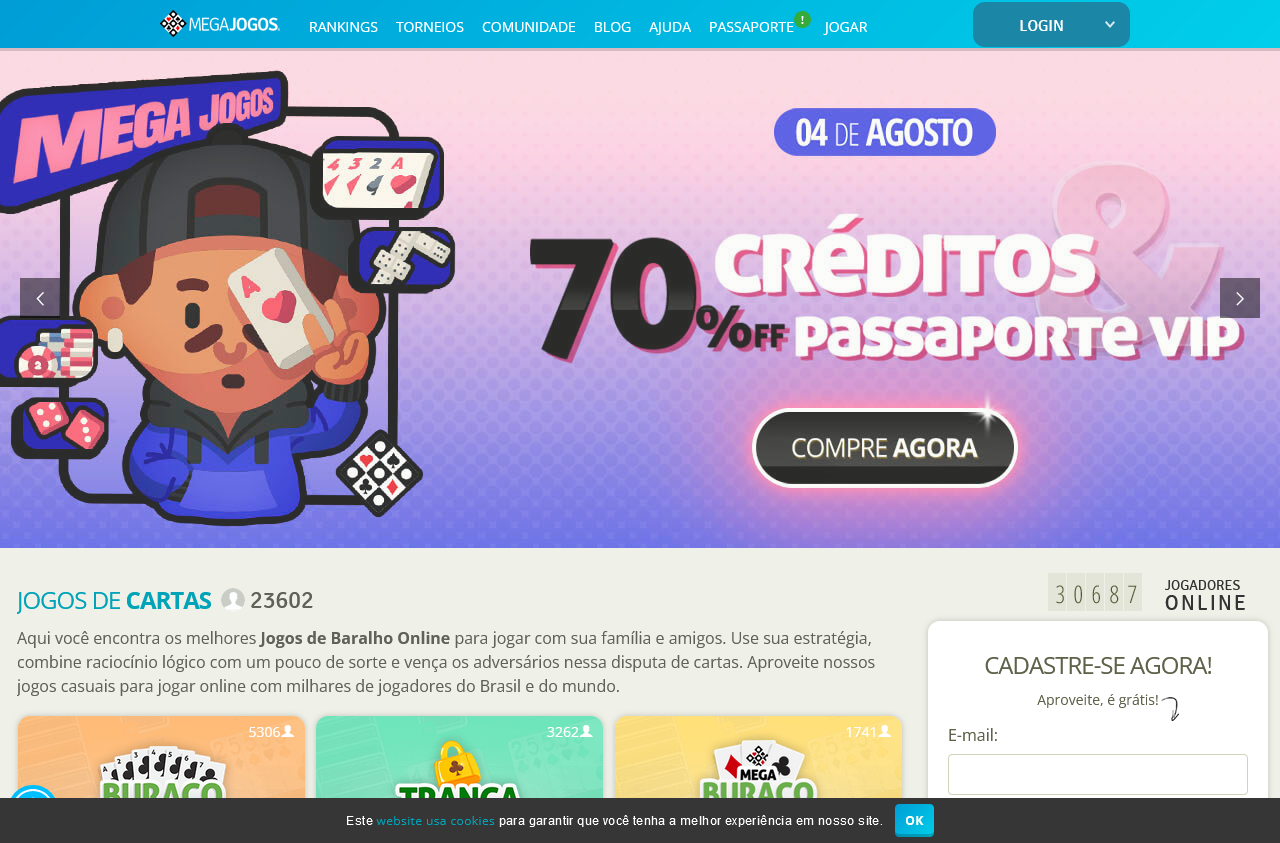 MEGAJOGOS.
RANKINGS
TORNEIOS
COMUNIDADE
BLOG
AJUDA
PASSAPORTE !
JOGAR
LOGIN
MEGA JOGOS
4 3 2 A
A
2
04 DE AGOSTO
&
70%OFF
CRÉDITOS
PASSAPORTE VIP
COMPRE AGORA
JOGOS DE CARTAS 23602
30687
JOGADORES
ONLINE
Aqui você encontra os melhores Jogos de Baralho Online para jogar com sua família e amigos. Use sua estratégia,
combine raciocínio lógico com um pouco de sorte e vença os adversários nessa disputa de cartas. Aproveite nossos
jogos casuais para jogar online com milhares de jogadores do Brasil e do mundo.
CADASTRE-SE AGORA!
Aproveite, é grátis!
E-mail:
5306
BURACO
3262
TRANCA
1741
MEGA
BURACO
Este website usa cookies para garantir que você tenha a melhor experiência em nosso site.
OK